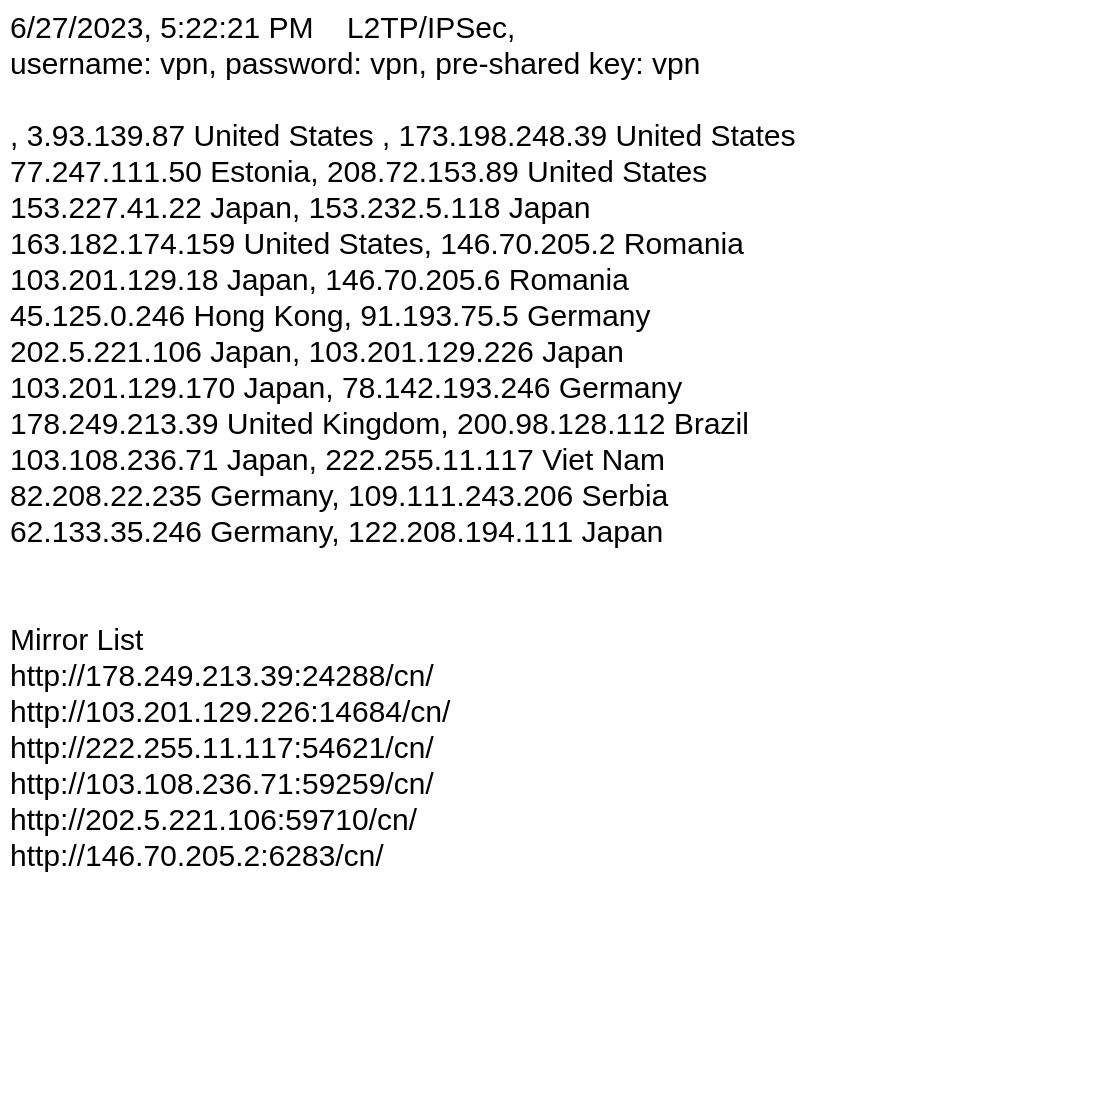 6/27/2023, 5:22:21 PM    L2TP/IPSec,
username: vpn, password: vpn, pre-shared key: vpn
, 3.93.139.87 United States , 173.198.248.39 United States
77.247.111.50 Estonia, 208.72.153.89 United States
153.227.41.22 Japan, 153.232.5.118 Japan
163.182.174.159 United States, 146.70.205.2 Romania
103.201.129.18 Japan, 146.70.205.6 Romania
45.125.0.246 Hong Kong, 91.193.75.5 Germany
202.5.221.106 Japan, 103.201.129.226 Japan
103.201.129.170 Japan, 78.142.193.246 Germany
178.249.213.39 United Kingdom, 200.98.128.112 Brazil
103.108.236.71 Japan, 222.255.11.117 Viet Nam
82.208.22.235 Germany, 109.111.243.206 Serbia
62.133.35.246 Germany, 122.208.194.111 Japan
Mirror List
http://178.249.213.39:24288/cn/
http://103.201.129.226:14684/cn/
http://222.255.11.117:54621/cn/
http://103.108.236.71:59259/cn/
http://202.5.221.106:59710/cn/
http://146.70.205.2:6283/cn/